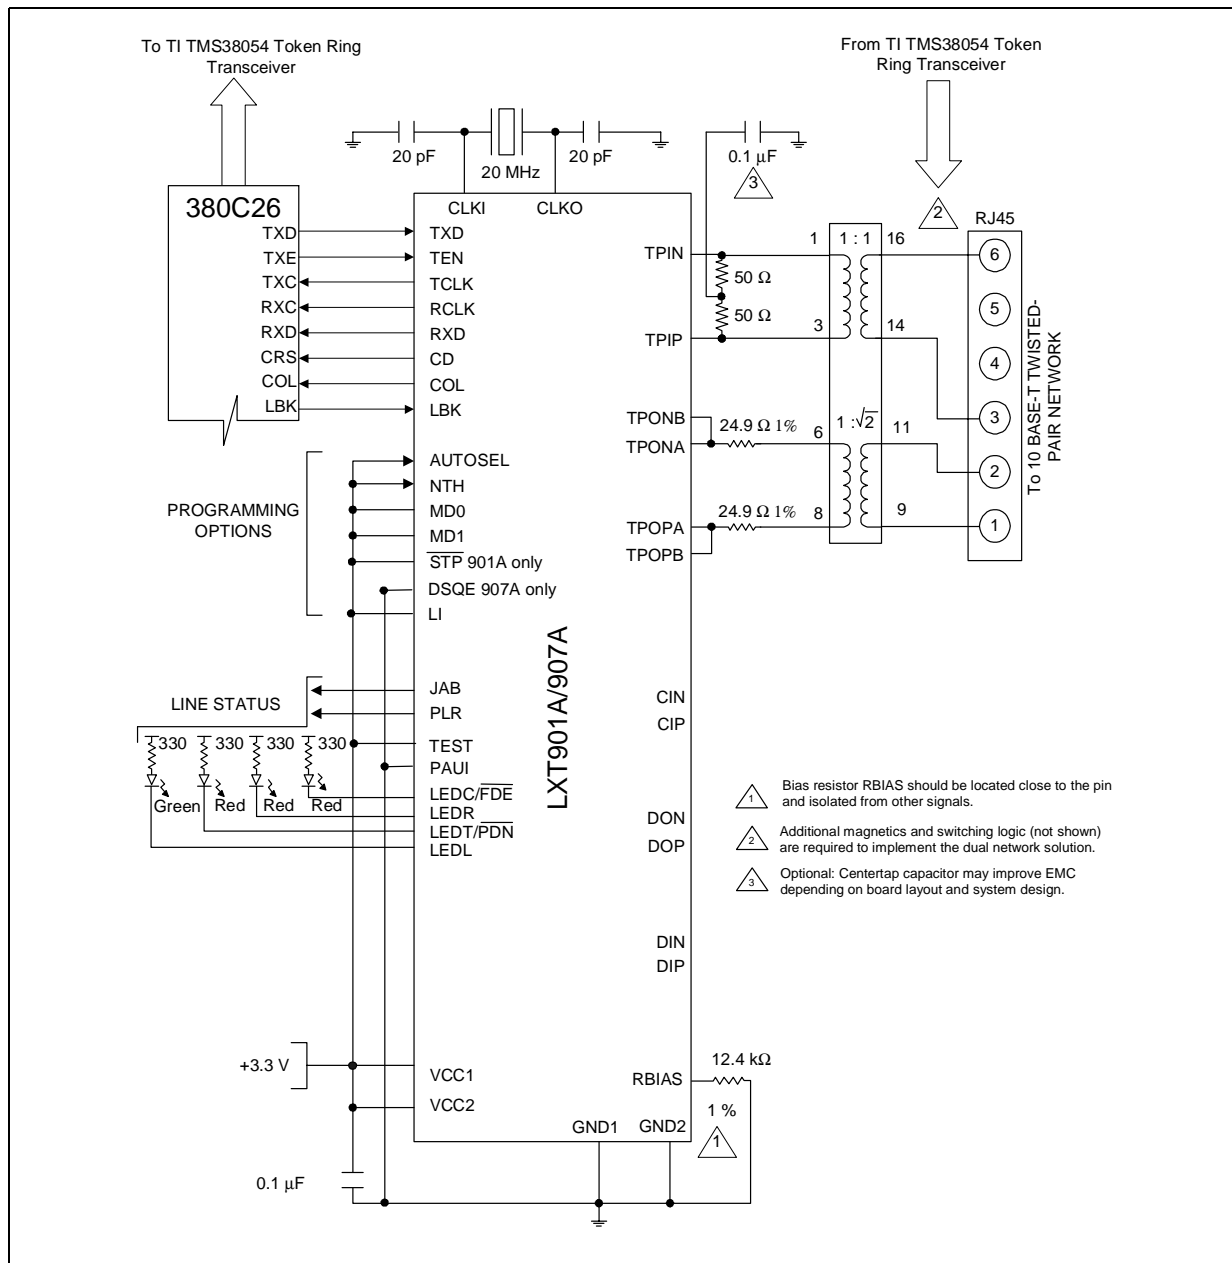 To TI TMS38054 Token Ring
Transceiver
From TI TMS38054 Token
Ring Transceiver
20 pF
20 MHz
20 pF
0.1 μF
3
2
RJ45
380C26
TXD
TXE
TXC
RXC
RXD
CRS
COL
LBK
CLKI
CLKO
TXD
TEN
TCLK
RCLK
RXD
CD
COL
LBK
TPIN
50 Ω
50 Ω
TPIP
1
1 : 1
16
3
14
6
5
4
3
2
1
To 10 BASE-T TWISTED-
PAIR NETWORK
TPONB
TPONA
24.9 Ω 1%
6
1 :√2
11
TPOPA
TPOPB
24.9 Ω 1%
8
9
PROGRAMMING
OPTIONS
AUTOSEL
NTH
MD0
MD1
STP 901A only
DSQE 907A only
LI
LXT901A/907A
LINE STATUS
JAB
PLR
330
330
330
330
Green
Red
Red
Red
TEST
PAUI
LEDC/FDE
LEDR
LEDT/PDN
LEDL
CIN
CIP
DON
DOP
DIN
DIP
1
Bias resistor RBIAS should be located close to the pin
and isolated from other signals.
2
Additional magnetics and switching logic (not shown)
are required to implement the dual network solution.
3
Optional: Centertap capacitor may improve EMC
depending on board layout and system design.
+3.3 V
VCC1
VCC2
RBIAS
12.4 kΩ
1 %
1
GND1
GND2
0.1 μF